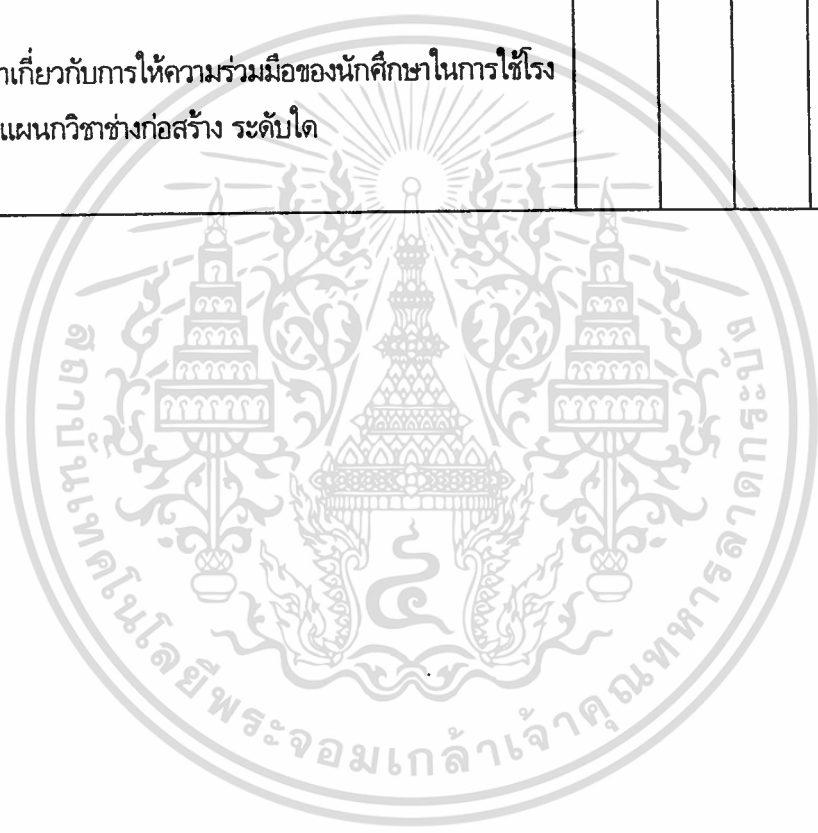 าเกี่ยวกับการให้ความร่วมมือของนักศึกษาในการใช้โรง
แผนกวิชาช่างก่อสร้าง ระดับใด
สถาบันเทคโนโลยีพระจอมเกล้าเจ้าคุณทหารลาดกระบัง